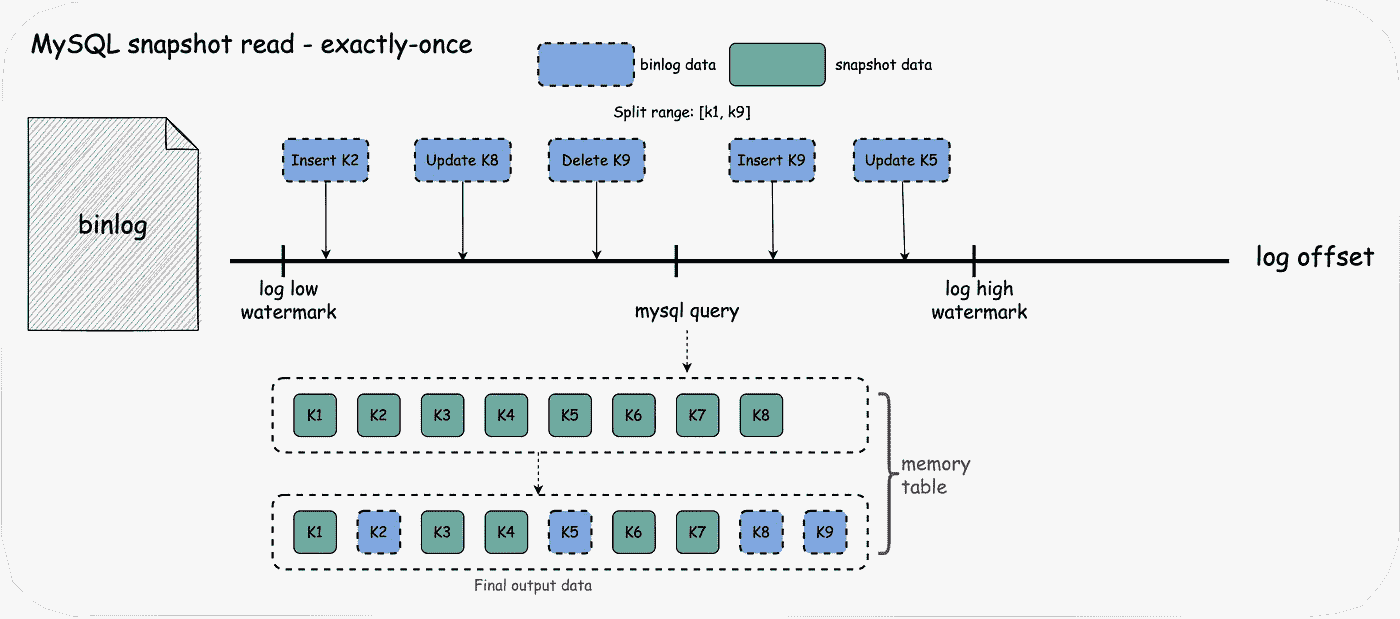 MySQL snapshot read - exactly-once
binlog data
snapshot data
Split range: [k1, k9]
Insert K2
Update K8
Delete K9
Insert K9
Update K5
binlog
log offset
log low
watermark
mysql query
log high
watermark
K1 K2 K3 K4 K5 K6 K7 K8
memory
table
K1 K2 K3 K4 K5 K6 K7 K8 K9
Final output data